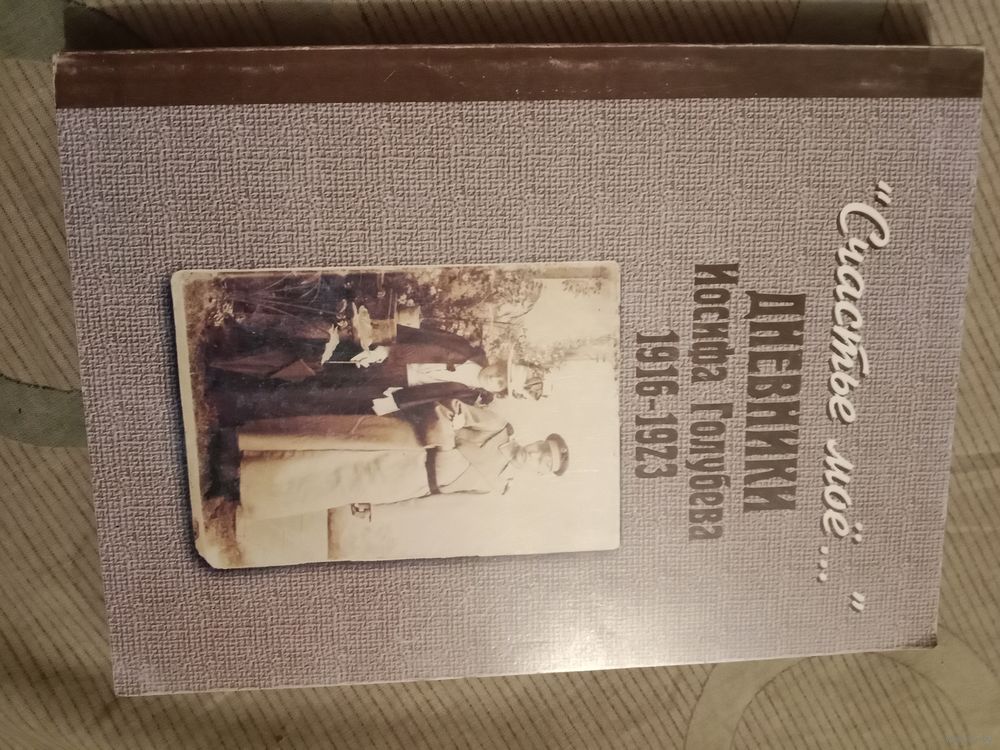 "Счастье моё..."
ДНЕВНИКИ
Иосифа Голубева
1916-1923